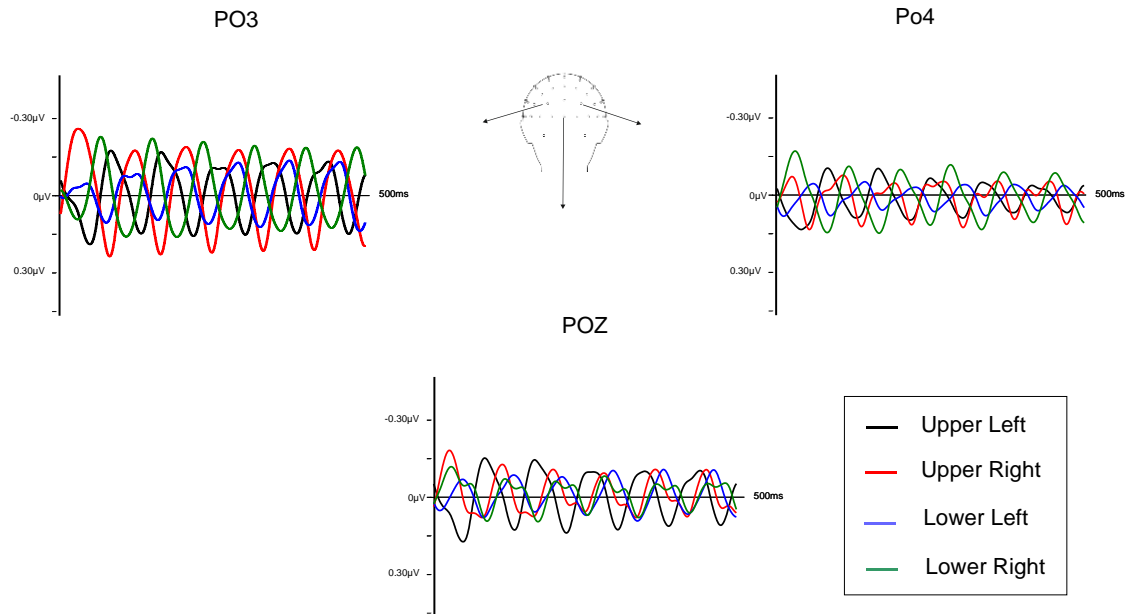 PO3
Po4
-0.30µV
0µV
0.30µV
500ms
-0.30µV
0µV
0.30µV
500ms
POZ
-0.30µV
0µV
0.30µV
500ms
Upper Left
Upper Right
Lower Left
Lower Right